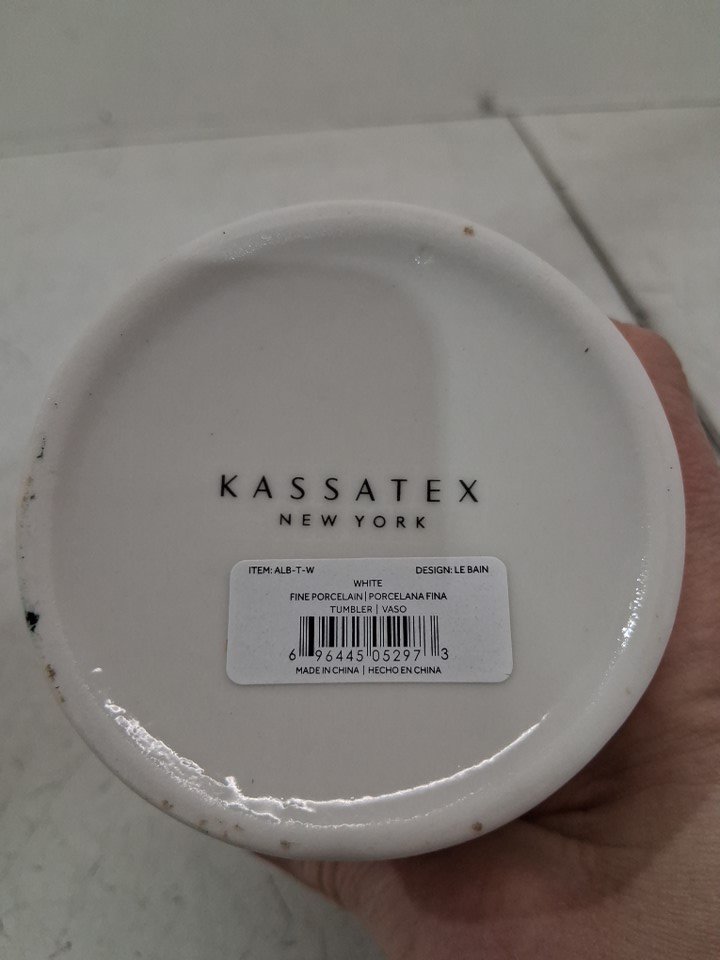 KASSATEX
NEW YORK
ITEM: ALB-T-W DESIGN: LE BAIN
WHITE
FINE PORCELAIN | PORCELANA FINA
TUMBLER | VASO
6 96445 05297 3
MADE IN CHINA | HECHO EN CHINA